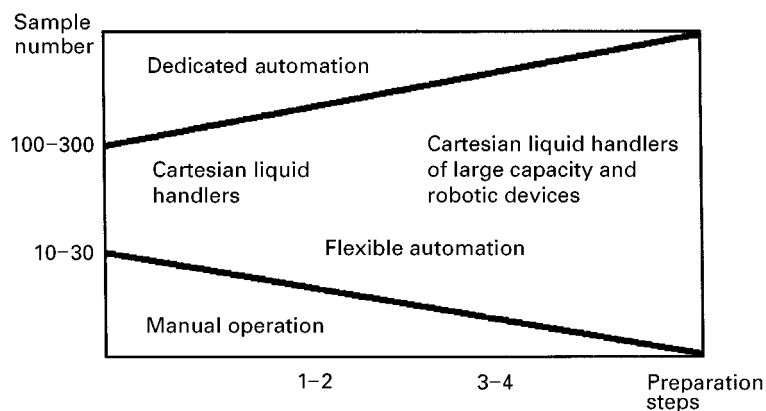 Sample
number
Dedicated automation
100–300
Cartesian liquid
handlers
Cartesian liquid handlers
of large capacity and
robotic devices
10–30
Flexible automation
Manual operation
1–2
3–4
Preparation
steps